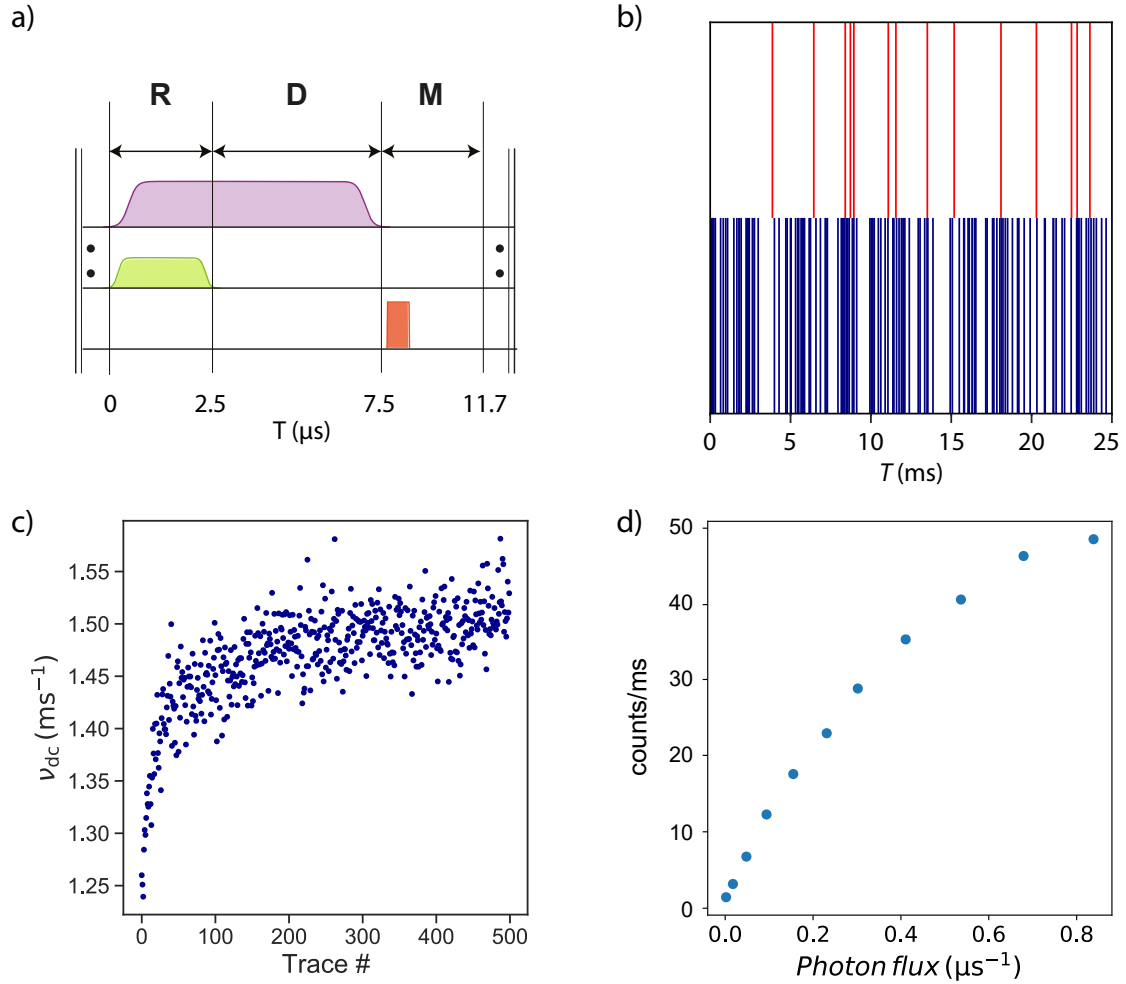 a)
R D M
0 2.5 7.5 11.7
T (μs)
b)
0 5 10 15 20 25
T (ms)
c)
1.55
1.50
1.45
1.40
1.35
1.30
1.25
νdc (ms⁻¹)
0 100 200 300 400 500
Trace #
d)
50
40
30
20
10
0
counts/ms
0.0 0.2 0.4 0.6 0.8
Photon flux (μs⁻¹)